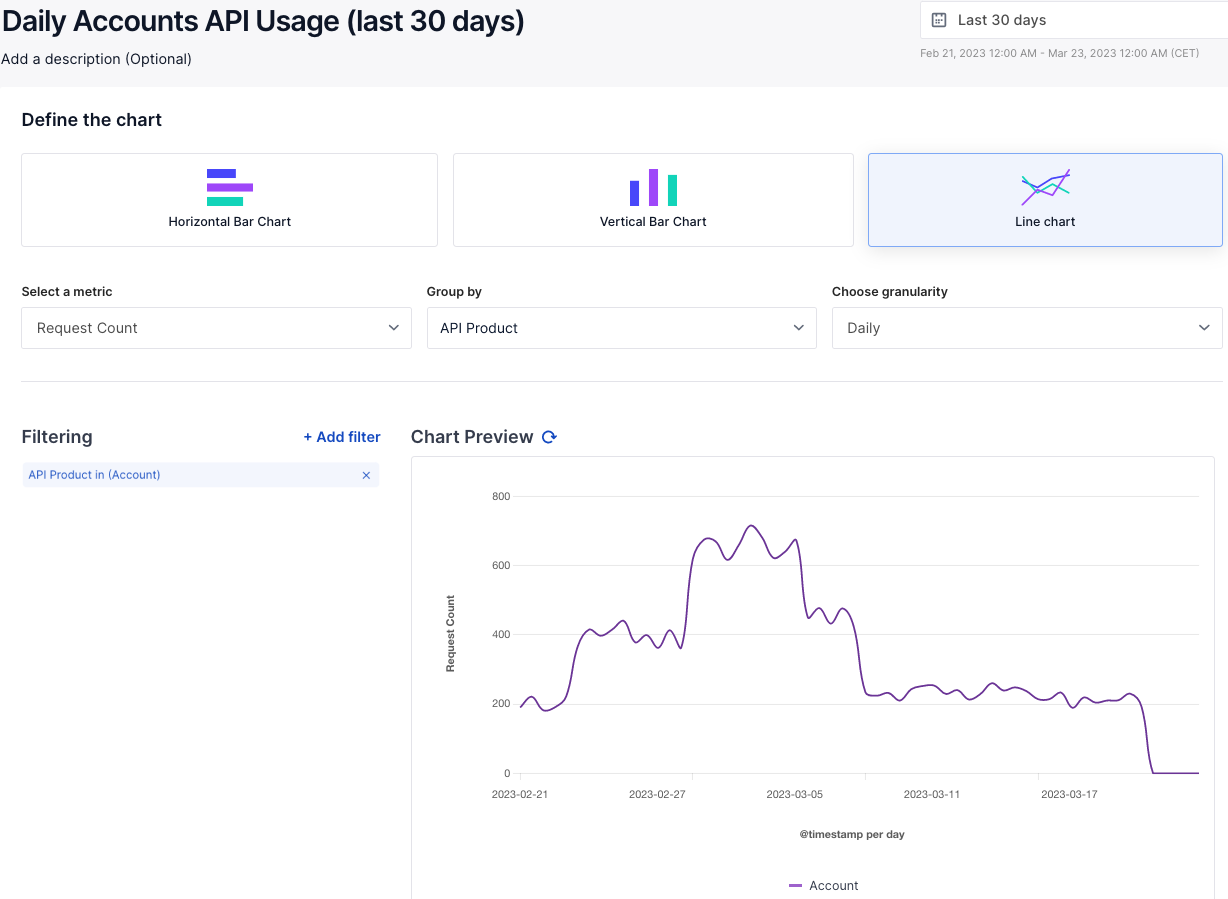 Daily Accounts API Usage (last 30 days)
Last 30 days
Add a description (Optional)
Feb 21, 2023 12:00 AM - Mar 23, 2023 12:00 AM (CET)
Define the chart
Horizontal Bar Chart
Vertical Bar Chart
Line chart
Select a metric
Group by
Choose granularity
Request Count
API Product
Daily
Filtering
+ Add filter
Chart Preview
API Product in (Account)
800
600
400
200
0
Request Count
2023-02-21
2023-02-27
2023-03-05
2023-03-11
2023-03-17
@timestamp per day
Account